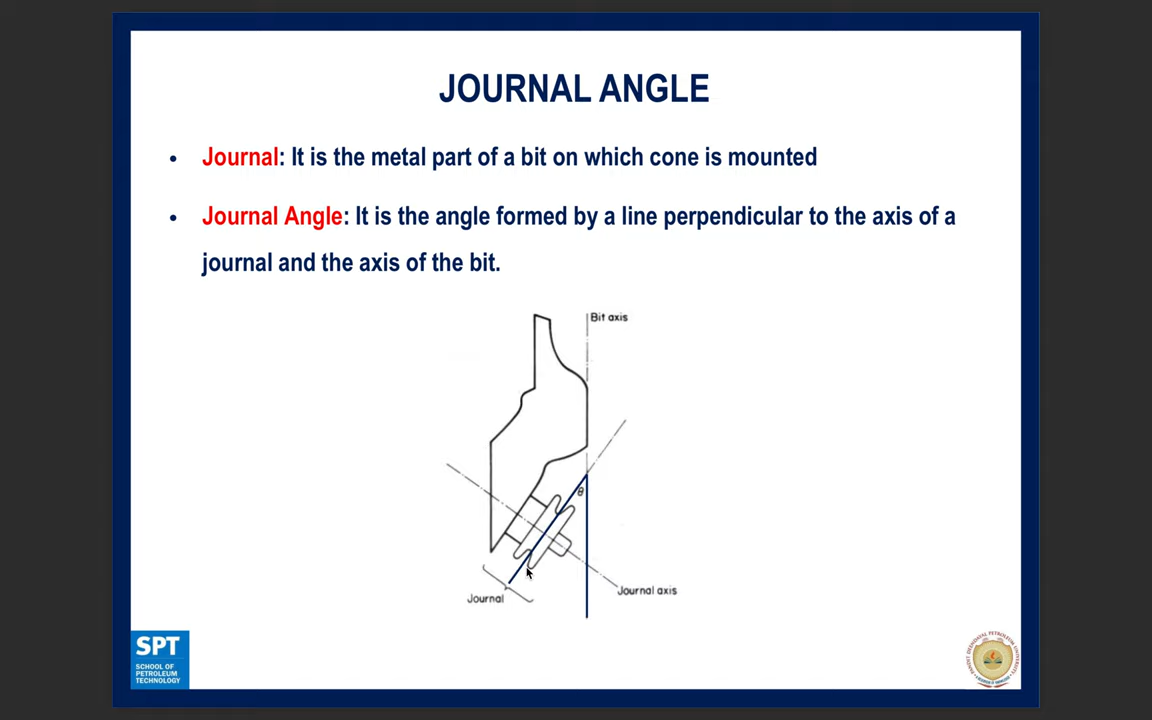 JOURNAL ANGLE
• Journal: It is the metal part of a bit on which cone is mounted
• Journal Angle: It is the angle formed by a line perpendicular to the axis of a
journal and the axis of the bit.
Bit axis
θ
Journal axis
Journal
SPT
SCHOOL OF
PETROLEUM
TECHNOLOGY